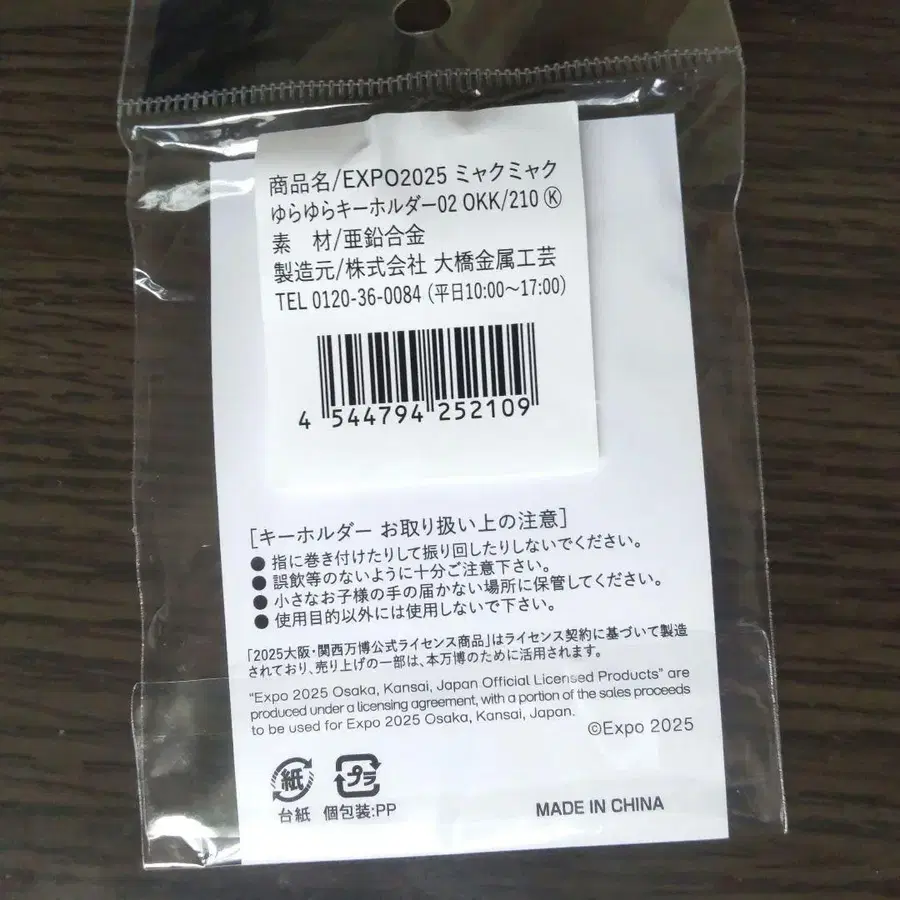 商品名/EXPO2025 ミャクミャク
ゆらゆらキーホルダー02 OKK/210 Ⓚ
素　材/亜鉛合金
製造元/株式会社 大橋金属工芸
TEL 0120-36-0084 (平日10:00〜17:00)
4 544794 252109
[キーホルダー お取り扱い上の注意]
● 指に巻き付けたりして振り回したりしないでください。
● 誤飲等のないように十分ご注意下さい。
● 小さなお子様の手の届かない場所に保管してください。
● 使用目的以外には使用しないで下さい。
「2025大阪・関西万博公式ライセンス商品」はライセンス契約に基づいて製造
されており、売り上げの一部は、本万博のために活用されます。
“Expo 2025 Osaka, Kansai, Japan Official Licensed Products” are
produced under a licensing agreement, with a portion of the sales proceeds
to be used for Expo 2025 Osaka, Kansai, Japan.
©Expo 2025
紙 プラ
台紙 個包装:PP
MADE IN CHINA